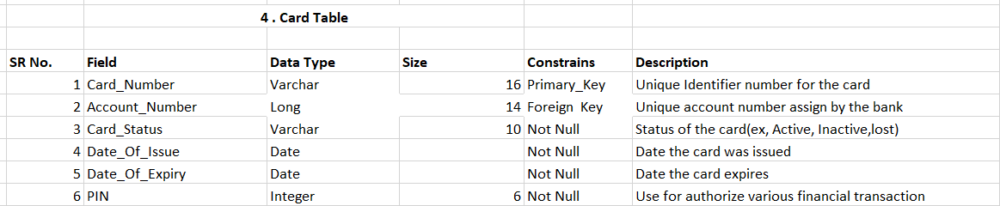 4 . Card Table
SR No. Field Data Type Size Constrains Description
1 Card_Number Varchar 16 Primary_Key Unique Identifier number for the card
2 Account_Number Long 14 Foreign Key Unique account number assign by the bank
3 Card_Status Varchar 10 Not Null Status of the card(ex, Active, Inactive,lost)
4 Date_Of_Issue Date Not Null Date the card was issued
5 Date_Of_Expiry Date Not Null Date the card expires
6 PIN Integer 6 Not Null Use for authorize various financial transaction